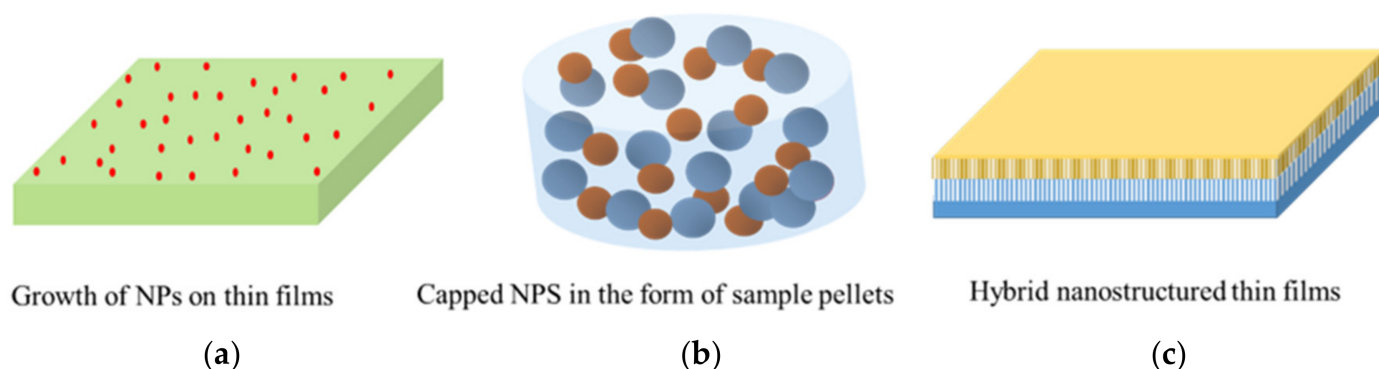 Growth of NPs on thin films
Capped NPS in the form of sample pellets
Hybrid nanostructured thin films
(a)
(b)
(c)